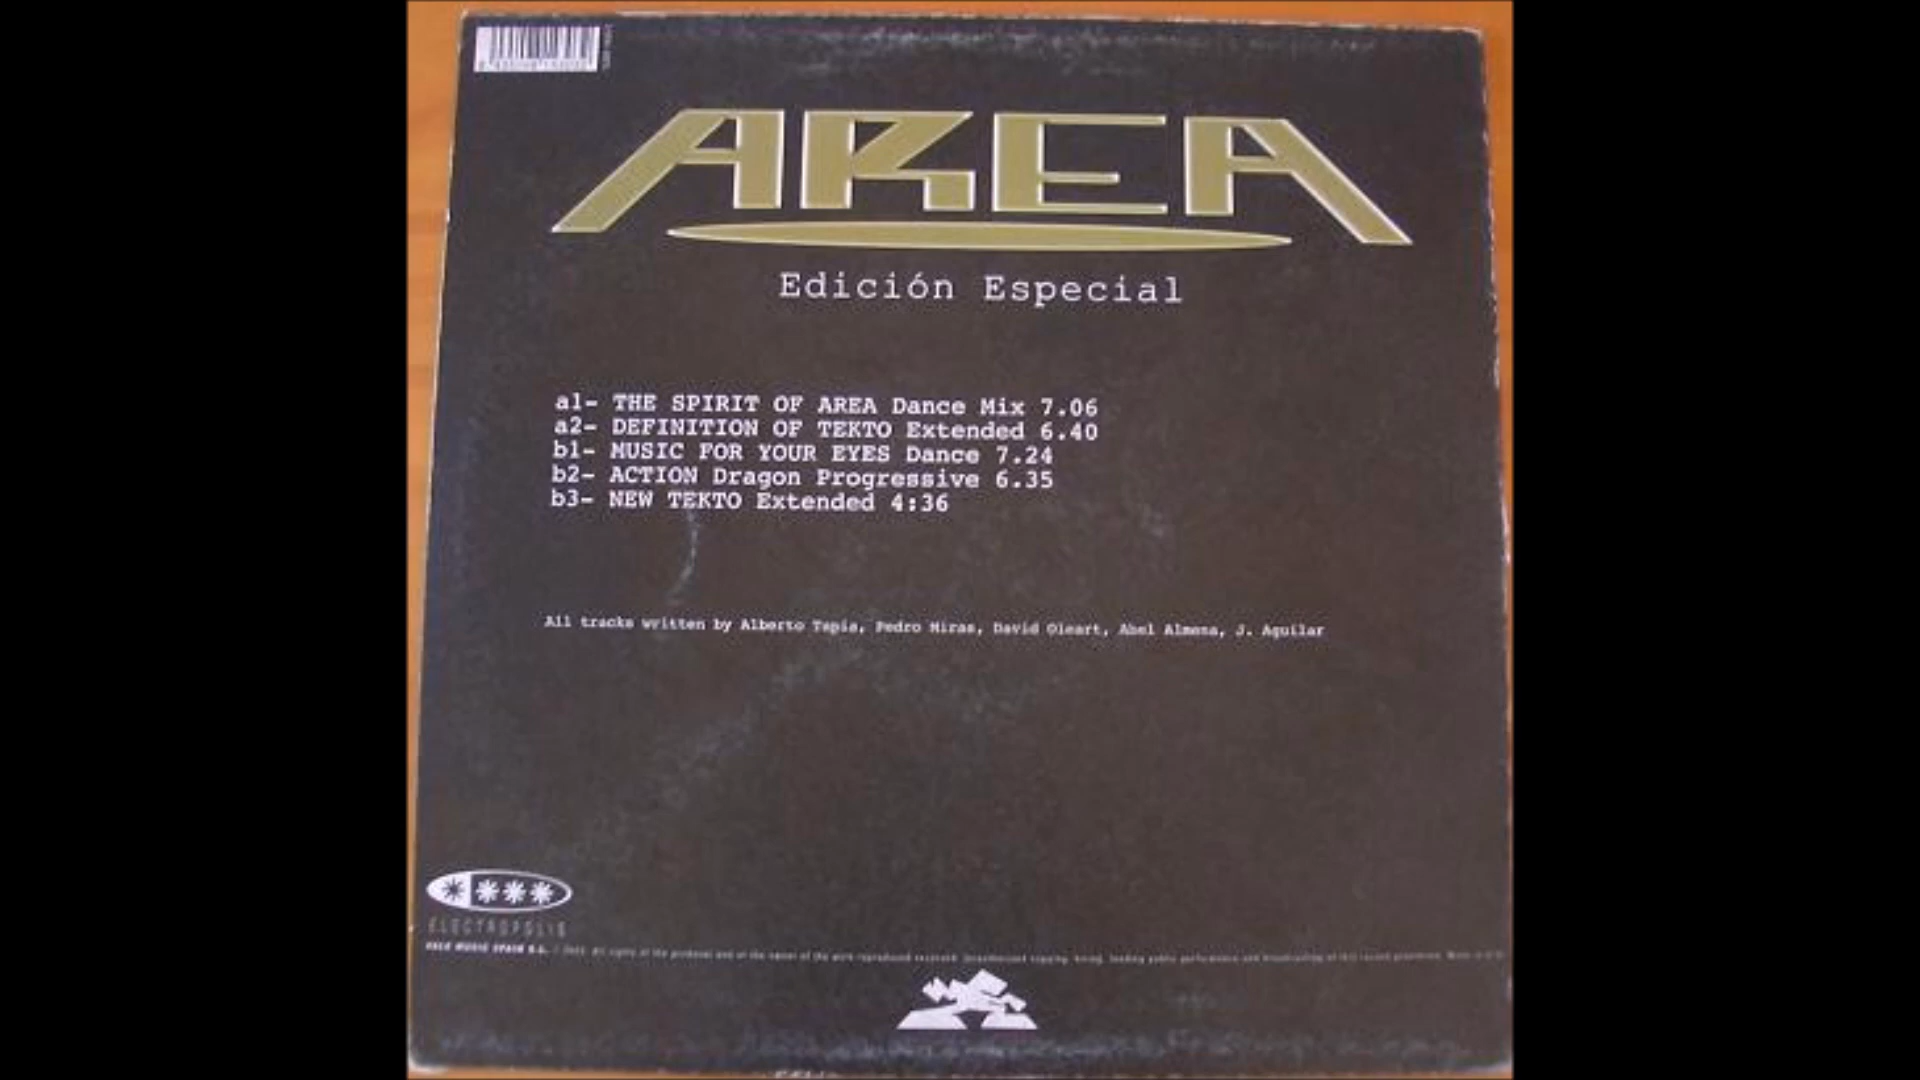 AREA
Edición Especial
a1- THE SPIRIT OF AREA Dance Mix 7.06
a2- DEFINITION OF TEKTO Extended 6.40
b1- MUSIC FOR YOUR EYES Dance 7.24
b2- ACTION Dragon Progressive 6.35
b3- NEW TEKTO Extended 4:36
All tracks written by Alberto Tapia, Pedro Miras, David Oleart, Abel Almena, J. Aguilar
ELECTROPOLIS